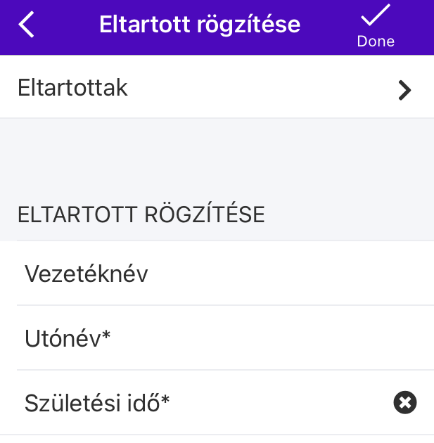 Eltartott rögzítése
Done
Eltartottak
ELTARTOTT RÖGZÍTÉSE
Vezetéknév
Utónév*
Születési idő*